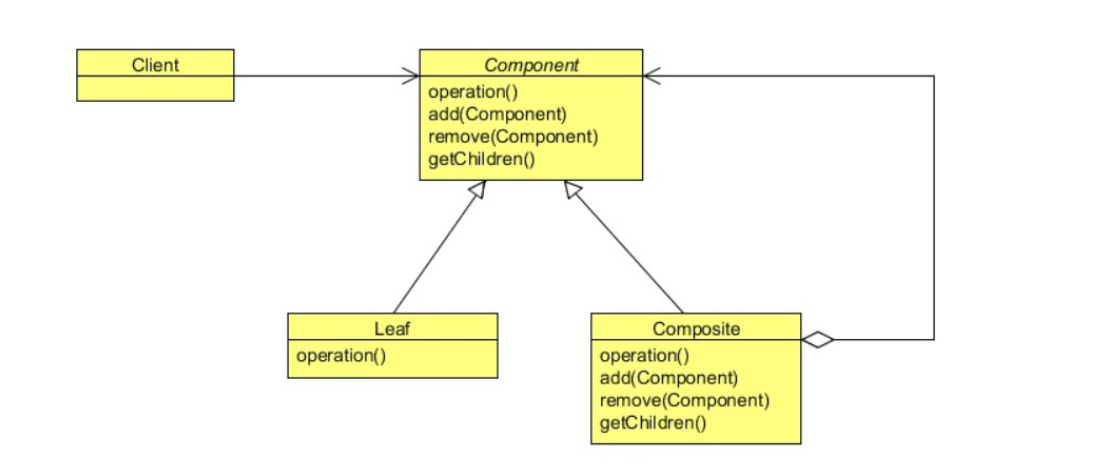 Client
Component
operation()
add(Component)
remove(Component)
getChildren()
Leaf
operation()
Composite
operation()
add(Component)
remove(Component)
getChildren()